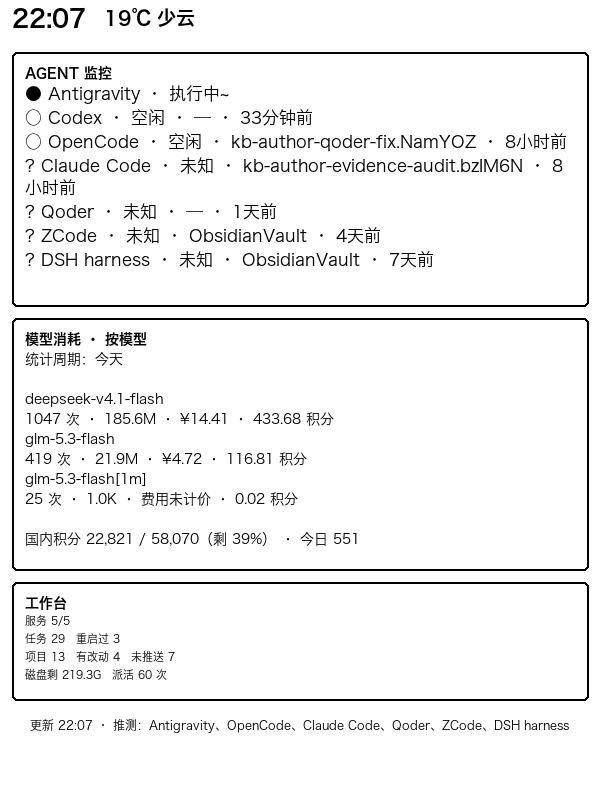 22:07 19℃ 少云
AGENT 监控
● Antigravity · 执行中~
○ Codex · 空闲 · — · 33分钟前
○ OpenCode · 空闲 · kb-author-qoder-fix.NamYOZ · 8小时前
? Claude Code · 未知 · kb-author-evidence-audit.bzlM6N · 8
小时前
? Qoder · 未知 · — · 1天前
? ZCode · 未知 · ObsidianVault · 4天前
? DSH harness · 未知 · ObsidianVault · 7天前
模型消耗 · 按模型
统计周期：今天
deepseek-v4.1-flash
1047 次 · 185.6M · ¥14.41 · 433.68 积分
glm-5.3-flash
419 次 · 21.9M · ¥4.72 · 116.81 积分
glm-5.3-flash[1m]
25 次 · 1.0K · 费用未计价 · 0.02 积分
国内积分 22,821 / 58,070（剩 39%） · 今日 551
工作台
服务 5/5
任务 29 重启过 3
项目 13 有改动 4 未推送 7
磁盘剩 219.3G 派活 60 次
更新 22:07 · 推测：Antigravity、OpenCode、Claude Code、Qoder、ZCode、DSH harness